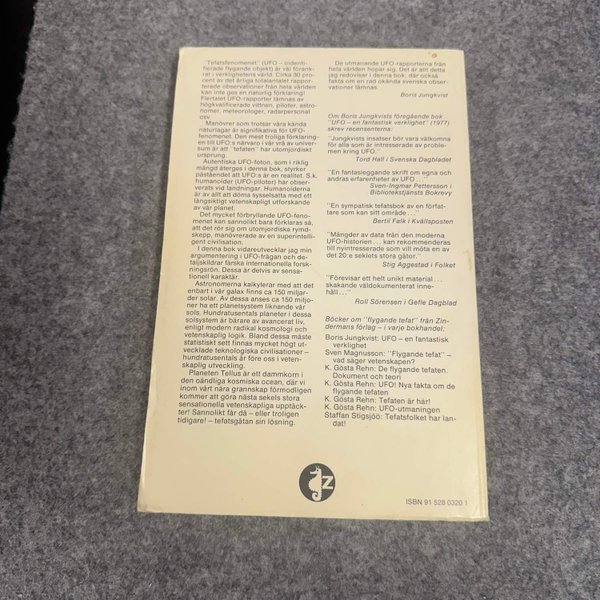 "Tefatsfenomenet" (UFO – oidenti-
fierade flygande objekt) är väl förank-
rat i verklighetens värld. Cirka 30 pro-
cent av det årliga totalantalet rappor-
terade observationer från hela världen
kan inte ges en naturlig förklaring!
Flertalet UFO-rapporter lämnas av
högkvalificerade vittnen, piloter, astro-
nomer, meteorologer, radarpersonal
osv.
Manövrer som trotsar våra kända
naturlagar är signifikativa för UFO-
fenomenet. Den mest troliga förklaring-
en till UFO:s närvaro i vår vrå av univer-
sum är att "tefaten" har utomjordiskt
ursprung.
Autentiska UFO-foton, som i riklig
mängd återges i denna bok, styrker
påståendet att UFO:s är en realitet. S.k.
humanoider (UFO-piloter) har obser-
verats vid landningar. Humanoiderna
är av allt att döma sysselsatta med ett
långsiktigt vetenskapligt utforskande
av vår planet.
Det mycket förbryllande UFO-feno-
menet kan sannolikt bara förklaras så,
att det rör sig om utomjordiska rymd-
skepp, manövrerade av en superintelli-
gent civilisation.
I denna bok vidareutvecklar jag min
argumentering i UFO-frågan och de-
taljskildrar färska internationella forsk-
ningsrön. Dessa är delvis av sensa-
tionell karaktär.
Astronomerna kalkylerar med att det
enbart i vår galax finns ca 150 miljar-
der solar. Av dessa anses ca 150 miljo-
ner ha ett planetsystem liknande vår
sols. Hundratusentals planeter i dessa
solsystem är bärare av avancerat liv,
enligt modern radikal kosmologi och
vetenskaplig logik. Bland dessa måste
statistiskt sett finnas mycket högt ut-
vecklade teknologiska civilisationer –
hundratusentals år före oss i veten-
skaplig utveckling.
Planeten Tellus är ett dammkorn i
den oändliga kosmiska ocean, där vi
inom vårt nära grannskap förmodligen
kommer att göra nästa sekels stora
sensationella vetenskapliga upptäck-
ter! Sannolikt får då – eller troligen
tidigare! – tefatsgåtan sin lösning.
De utmanande UFO-rapporterna från
hela världen hopar sig. Det är att detta
jag redovisar i denna bok, där också
fakta om en rad okända svenska obser-
vationer lämnas.
Boris Jungkvist
Om Boris Jungkvists föregående bok
"UFO – en fantastisk verklighet" (1977)
skrev recensenterna:
"Jungkvists insatser bör vara välkomna
för alla som är intresserade av proble-
men kring UFO."
Tord Hall i Svenska Dagbladet
"En fantasieggande skrift om egna och
andras erfarenheter av UFO ..."
Sven-Ingmar Pettersson i
Bibliotekstjänsts Bokrevy
"En sympatisk tefatsbok av en förfat-
tare som kan sitt område ..."
Bertil Falk i Kvällsposten
"Mängder av data från den moderna
UFO-historien ... kan rekommenderas
till nyintresserade som vill möta en av
det 20:e seklets stora gåtor."
Stig Aggestad i Folket
"Förevisar ett helt unikt material ...
skakande väldokumenterat inne-
håll ..."
Roll Sörensen i Gefle Dagblad
Böcker om "flygande tefat" från Zin-
dermans förlag – i varje bokhandel:
Boris Jungkvist: UFO – en fantastisk
verklighet
Sven Magnusson: "Flygande tefat" –
vad säger vetenskapen?
K. Gösta Rehn: De flygande tefaten.
Dokument och teori
K. Gösta Rehn: UFO! Nya fakta om de
flygande tefaten
K. Gösta Rehn: Tefaten är här!
K. Gösta Rehn: UFO-utmaningen
Staffan Stigsjöö: Tefatsfolket har lan-
dat!
Z
ISBN 91 528 0320 1